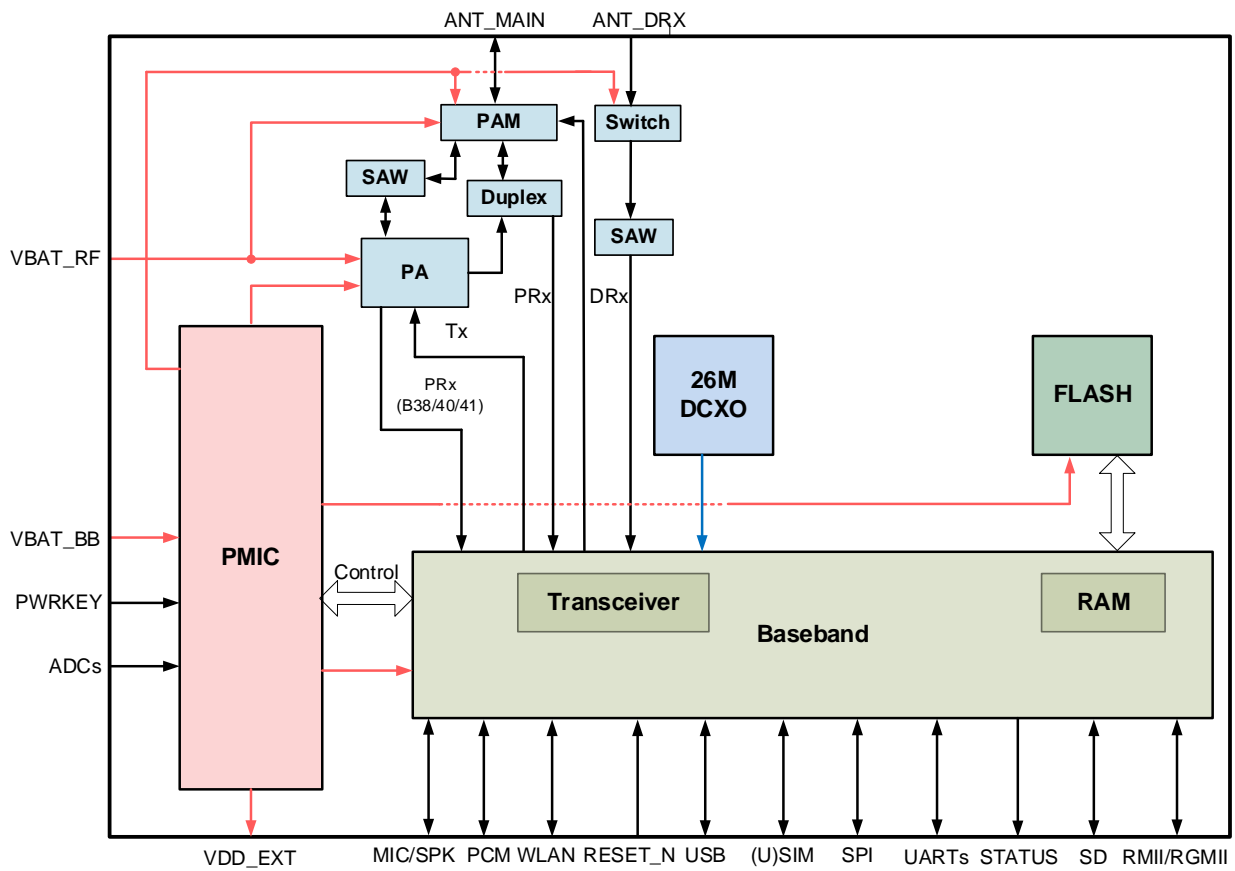 ANT_MAIN
ANT_DRX
PAM
Switch
SAW
Duplex
SAW
VBAT_RF
PA
PRx
DRx
Tx
PRx
(B38/40/41)
26M
DCXO
FLASH
VBAT_BB
PMIC
Control
PWRKEY
Transceiver
RAM
Baseband
ADCs
VDD_EXT
MIC/SPK
PCM
WLAN
RESET_N
USB
(U)SIM
SPI
UARTs
STATUS
SD
RMII/RGMII